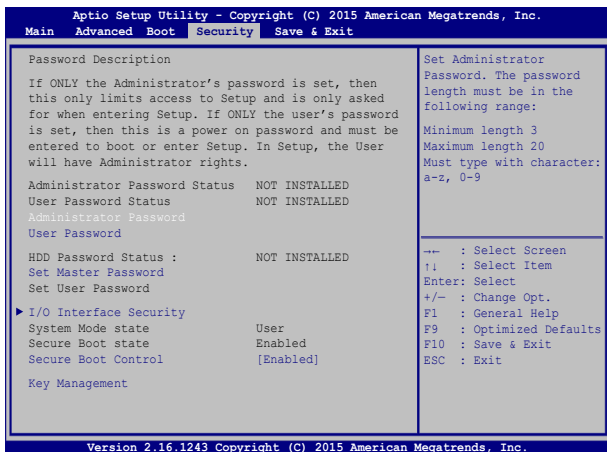 Aptio Setup Utility - Copyright (C) 2015 American Megatrends, Inc.
Main Advanced Boot Security Save & Exit
Password Description
If ONLY the Administrator's password is set, then
this only limits access to Setup and is only asked
for when entering Setup. If ONLY the user's password
is set, then this is a power on password and must be
entered to boot or enter Setup. In Setup, the User
will have Administrator rights.
Administrator Password Status NOT INSTALLED
User Password Status NOT INSTALLED
Administrator Password
User Password
HDD Password Status : NOT INSTALLED
Set Master Password
Set User Password
I/O Interface Security
System Mode state User
Secure Boot state Enabled
Secure Boot Control [Enabled]
Key Management
Set Administrator
Password. The password
length must be in the
following range:
Minimum length 3
Maximum length 20
Must type with character:
a-z, 0-9
→← : Select Screen
↑↓ : Select Item
Enter: Select
+/— : Change Opt.
F1 : General Help
F9 : Optimized Defaults
F10 : Save & Exit
ESC : Exit
Version 2.16.1243 Copyright (C) 2015 American Megatrends, Inc.